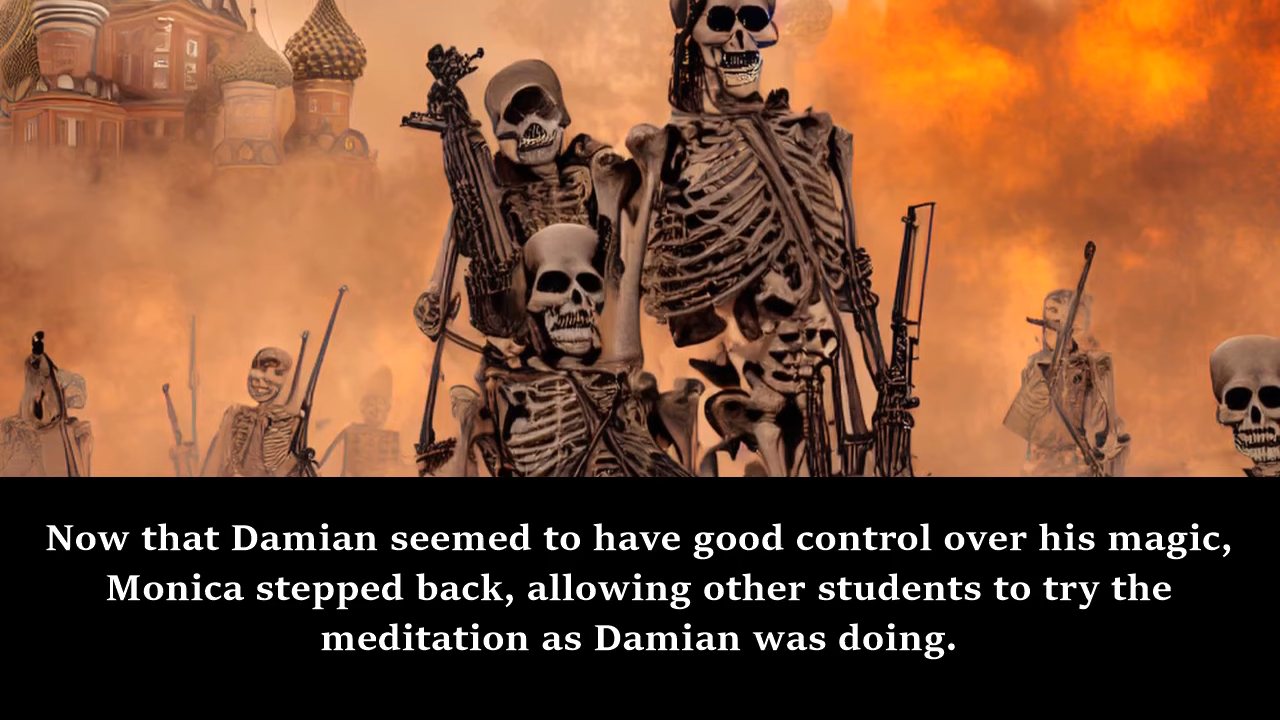 Now that Damian seemed to have good control over his magic,
Monica stepped back, allowing other students to try the
meditation as Damian was doing.